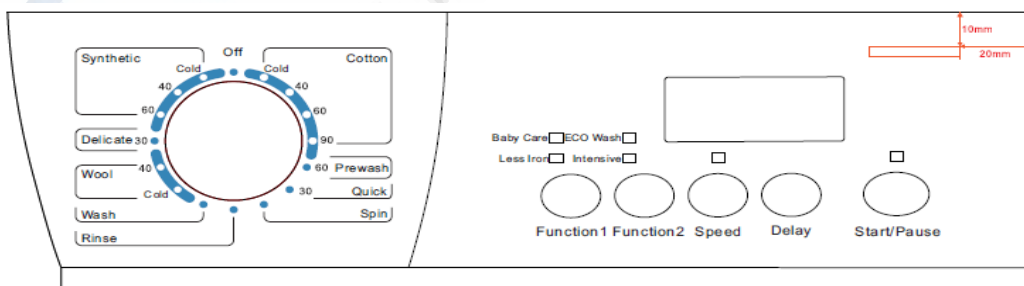 Off
Synthetic
Cold
Cold
Cotton
40
40
60
60
Delicate
30
90
Wool
40
60
Prewash
Cold
30
Quick
Wash
Spin
Rinse
10mm
20mm
Baby Care ECO Wash
Less Iron Intensive
Function1 Function2 Speed Delay Start/Pause